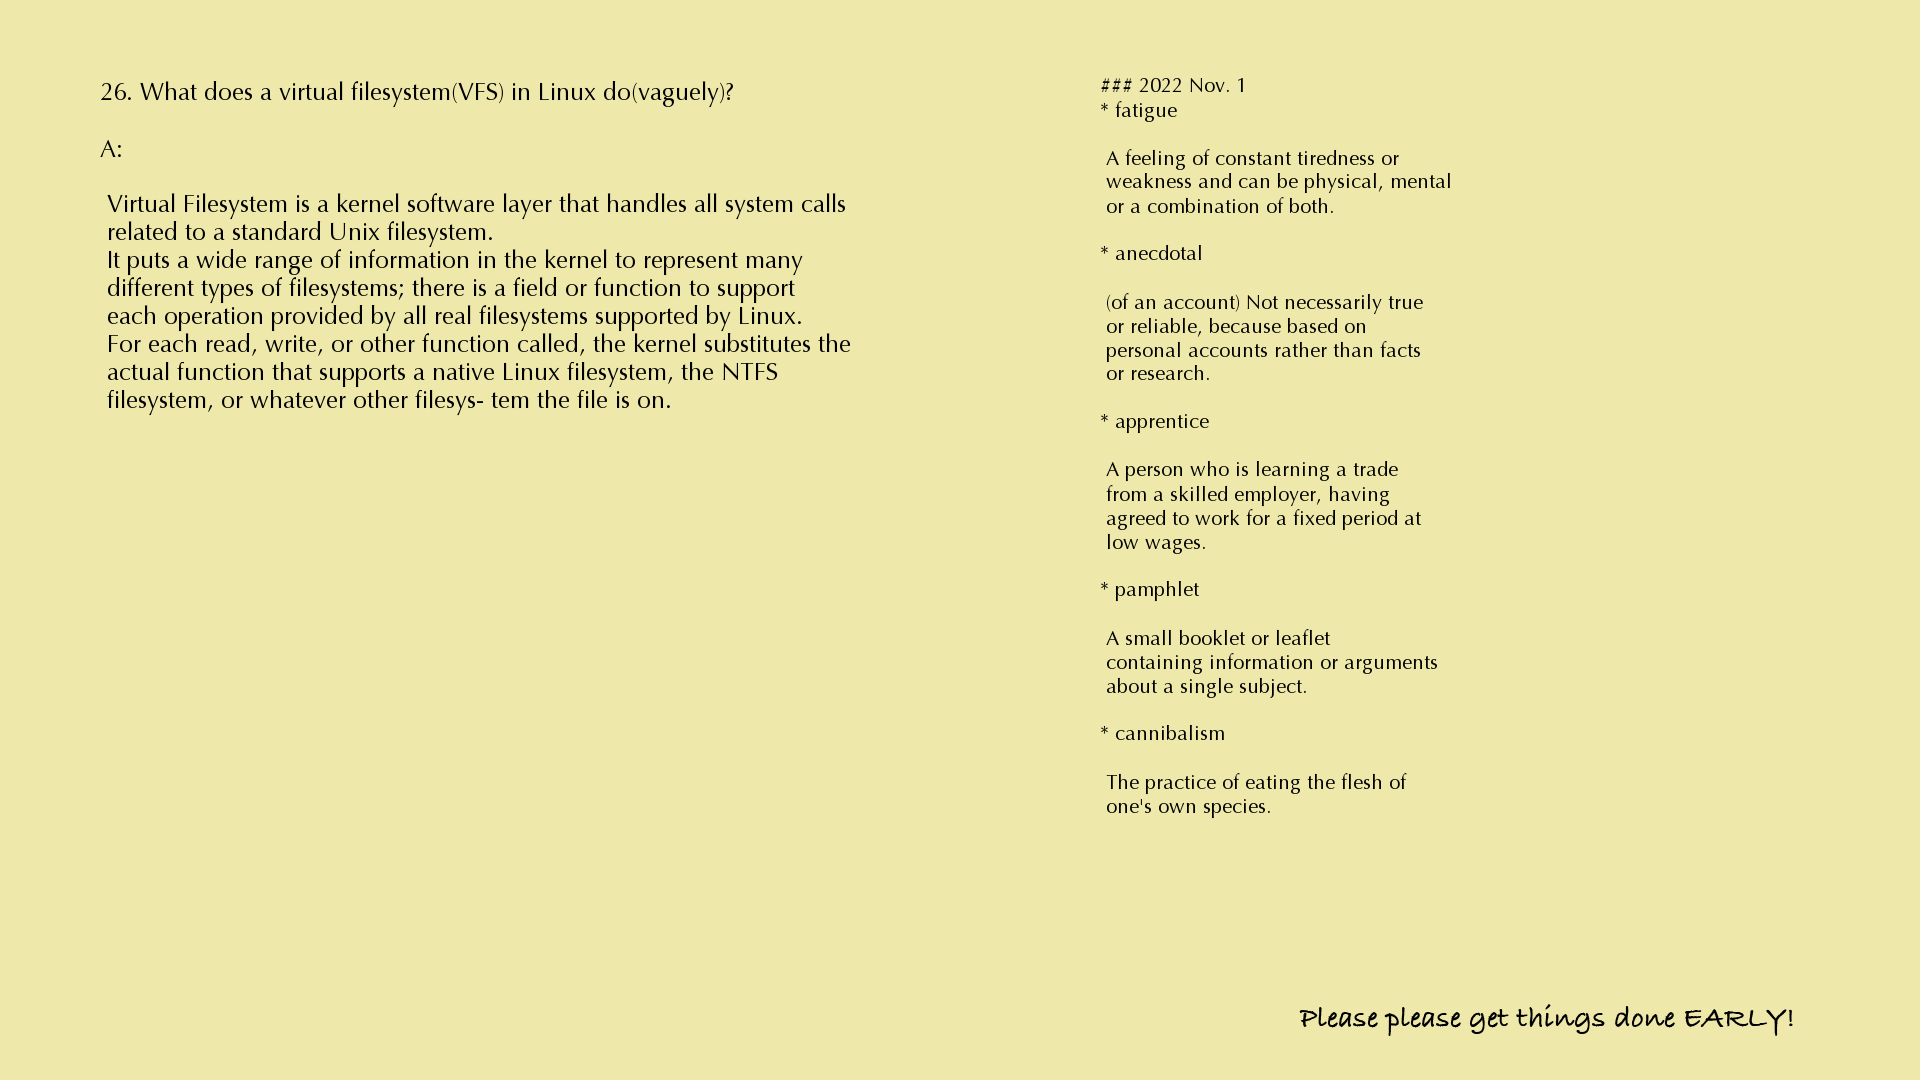 26. What does a virtual filesystem(VFS) in Linux do(vaguely)?
A:
Virtual Filesystem is a kernel software layer that handles all system calls
related to a standard Unix filesystem.
It puts a wide range of information in the kernel to represent many
different types of filesystems; there is a field or function to support
each operation provided by all real filesystems supported by Linux.
For each read, write, or other function called, the kernel substitutes the
actual function that supports a native Linux filesystem, the NTFS
filesystem, or whatever other filesys- tem the file is on.
### 2022 Nov. 1
* fatigue
A feeling of constant tiredness or
weakness and can be physical, mental
or a combination of both.
* anecdotal
(of an account) Not necessarily true
or reliable, because based on
personal accounts rather than facts
or research.
* apprentice
A person who is learning a trade
from a skilled employer, having
agreed to work for a fixed period at
low wages.
* pamphlet
A small booklet or leaflet
containing information or arguments
about a single subject.
* cannibalism
The practice of eating the flesh of
one's own species.
Please please get things done EARLY!